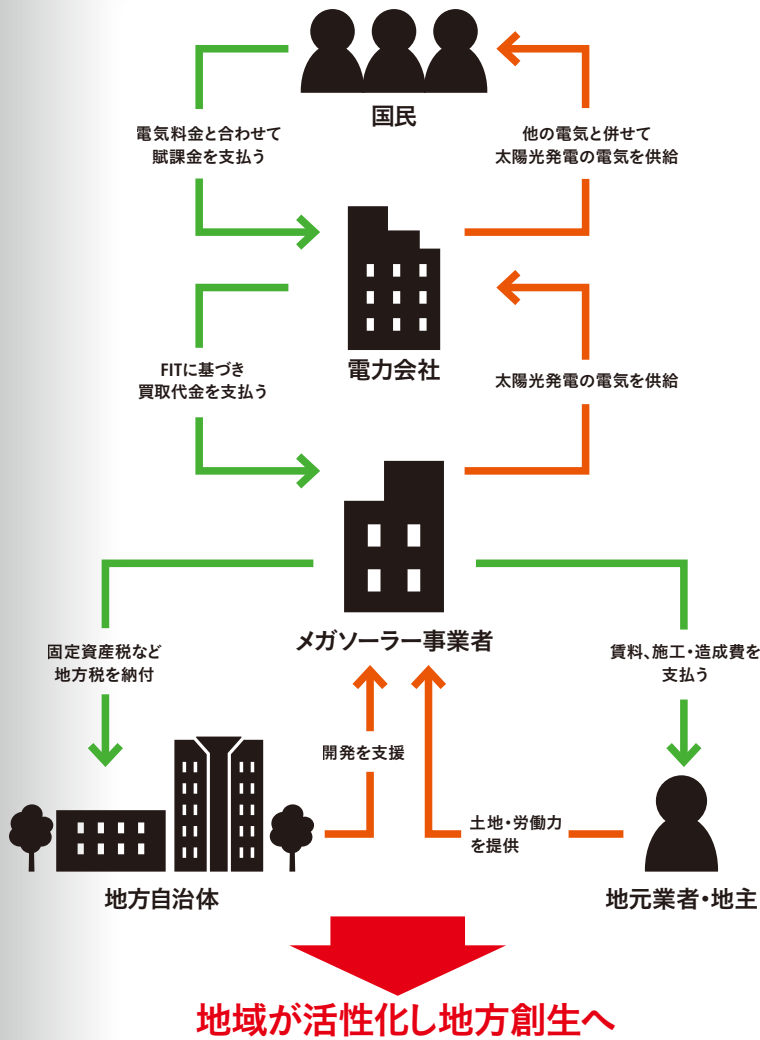 国民
電気料金と合わせて
賦課金を支払う
他の電気と併せて
太陽光発電の電気を供給
電力会社
FITに基づき
買取代金を支払う
太陽光発電の電気を供給
メガソーラー事業者
固定資産税など
地方税を納付
賃料、施工・造成費を
支払う
開発を支援
土地・労働力
を提供
地方自治体
地元業者・地主
地域が活性化し地方創生へ